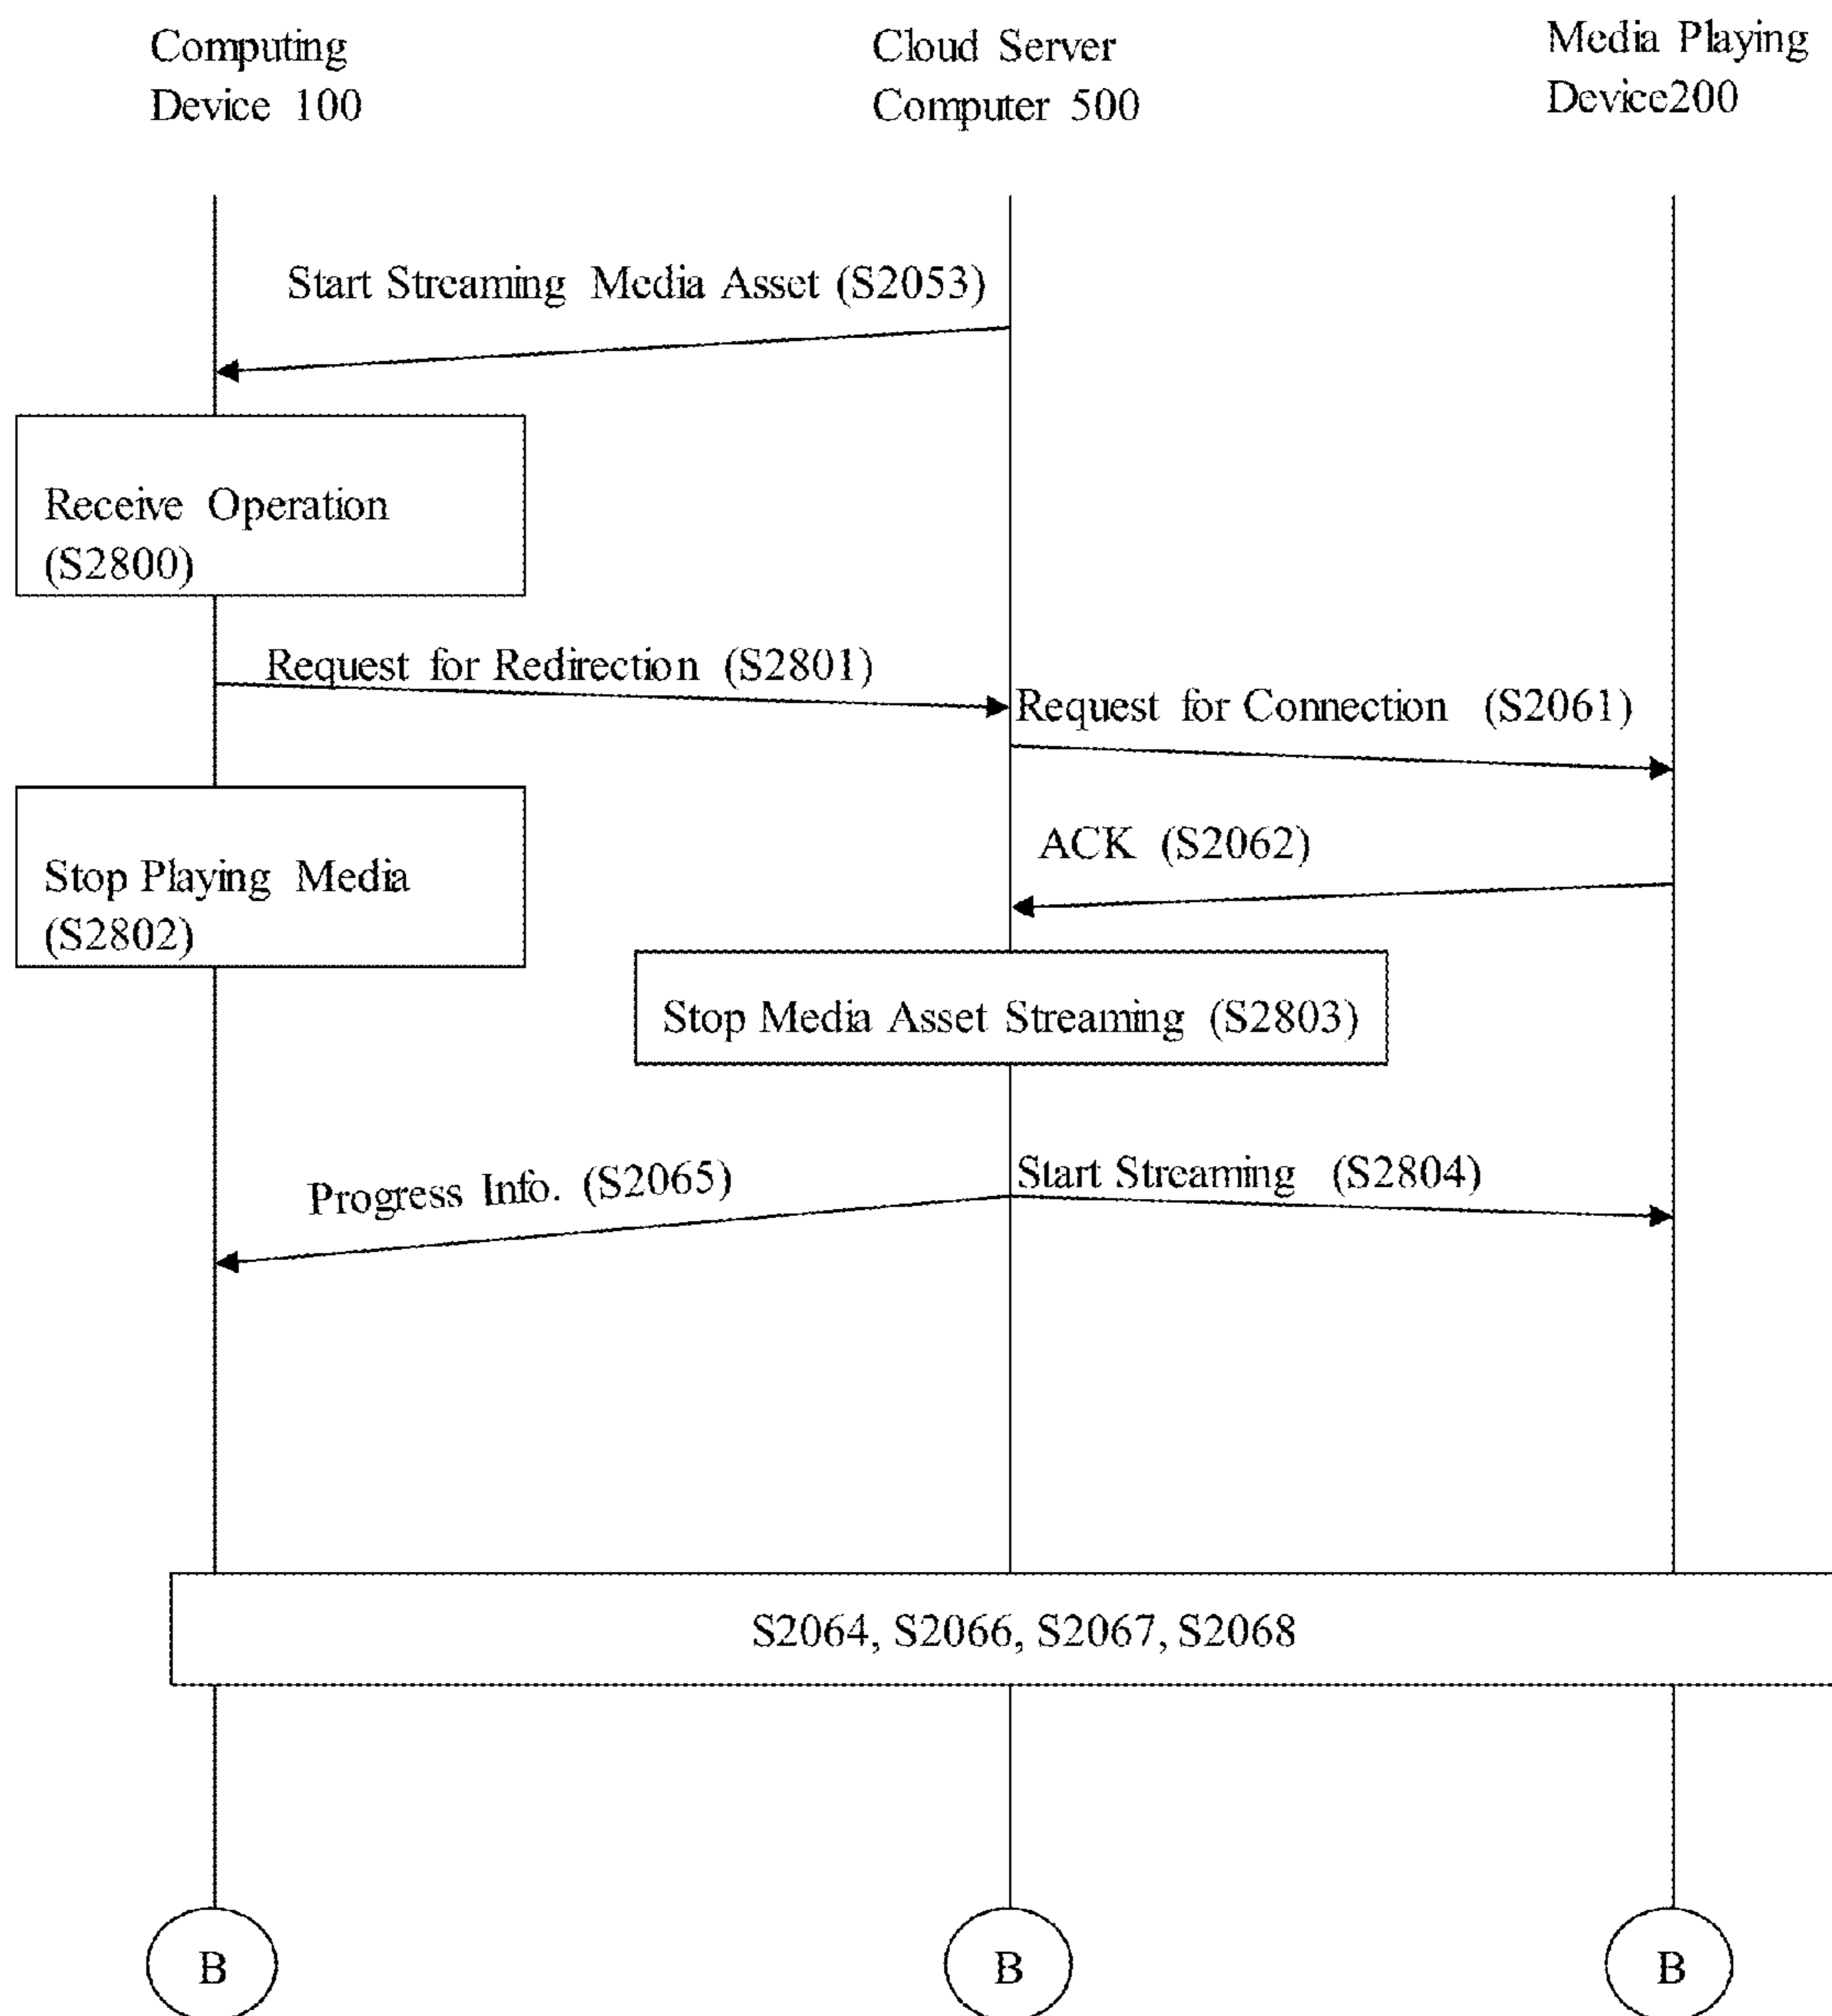 Computing
Device 100
Cloud Server
Computer 500
Media Playing
Device200
Start Streaming Media Asset (S2053)
Receive Operation
(S2800)
Request for Redirection (S2801)
Request for Connection (S2061)
Stop Playing Media
(S2802)
ACK (S2062)
Stop Media Asset Streaming (S2803)
Progress Info. (S2065)
Start Streaming (S2804)
S2064, S2066, S2067, S2068
B
B
B